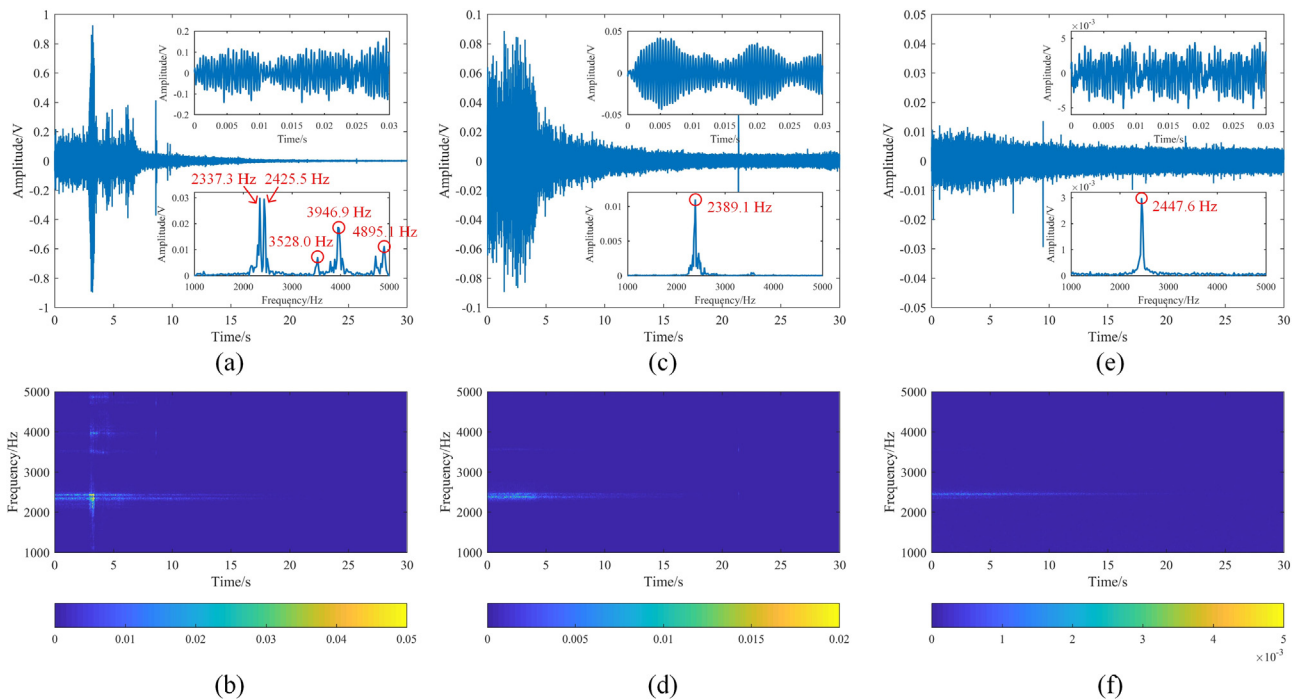 1
0.8
0.6
0.4
0.2
0
-0.2
-0.4
-0.6
-0.8
-1
Amplitude/V
0 5 10 15 20 25 30
Time/s
0.2
0.1
0
-0.1
-0.2
Amplitude/V
0 0.005 0.01 0.015 0.02 0.025 0.03
Time/s
2337.3 Hz 2425.5 Hz
3946.9 Hz
3528.0 Hz
4895.1 Hz
0.03
0.02
0.01
0
Amplitude/V
1000 2000 3000 4000 5000
Frequency/Hz
(a)
0.1
0.08
0.06
0.04
0.02
0
-0.02
-0.04
-0.06
-0.08
-0.1
Amplitude/V
0 5 10 15 20 25 30
Time/s
0.05
0
-0.05
Amplitude/V
0 0.005 0.01 0.015 0.02 0.025 0.03
Time/s
2389.1 Hz
0.01
0.005
0
Amplitude/V
1000 2000 3000 4000 5000
Frequency/Hz
(c)
0.05
0.04
0.03
0.02
0.01
0
-0.01
-0.02
-0.03
-0.04
-0.05
Amplitude/V
0 5 10 15 20 25 30
Time/s
×10⁻³
5
0
-5
Amplitude/V
0 0.005 0.01 0.015 0.02 0.025 0.03
Time/s
×10⁻³
2447.6 Hz
3
2
1
0
Amplitude/V
1000 2000 3000 4000 5000
Frequency/Hz
(e)
5000
4000
3000
2000
1000
Frequency/Hz
0 5 10 15 20 25 30
Time/s
0 0.01 0.02 0.03 0.04 0.05
(b)
5000
4000
3000
2000
1000
Frequency/Hz
0 5 10 15 20 25 30
Time/s
0 0.005 0.01 0.015 0.02
(d)
5000
4000
3000
2000
1000
Frequency/Hz
0 5 10 15 20 25 30
Time/s
0 1 2 3 4 5
×10⁻³
(f)